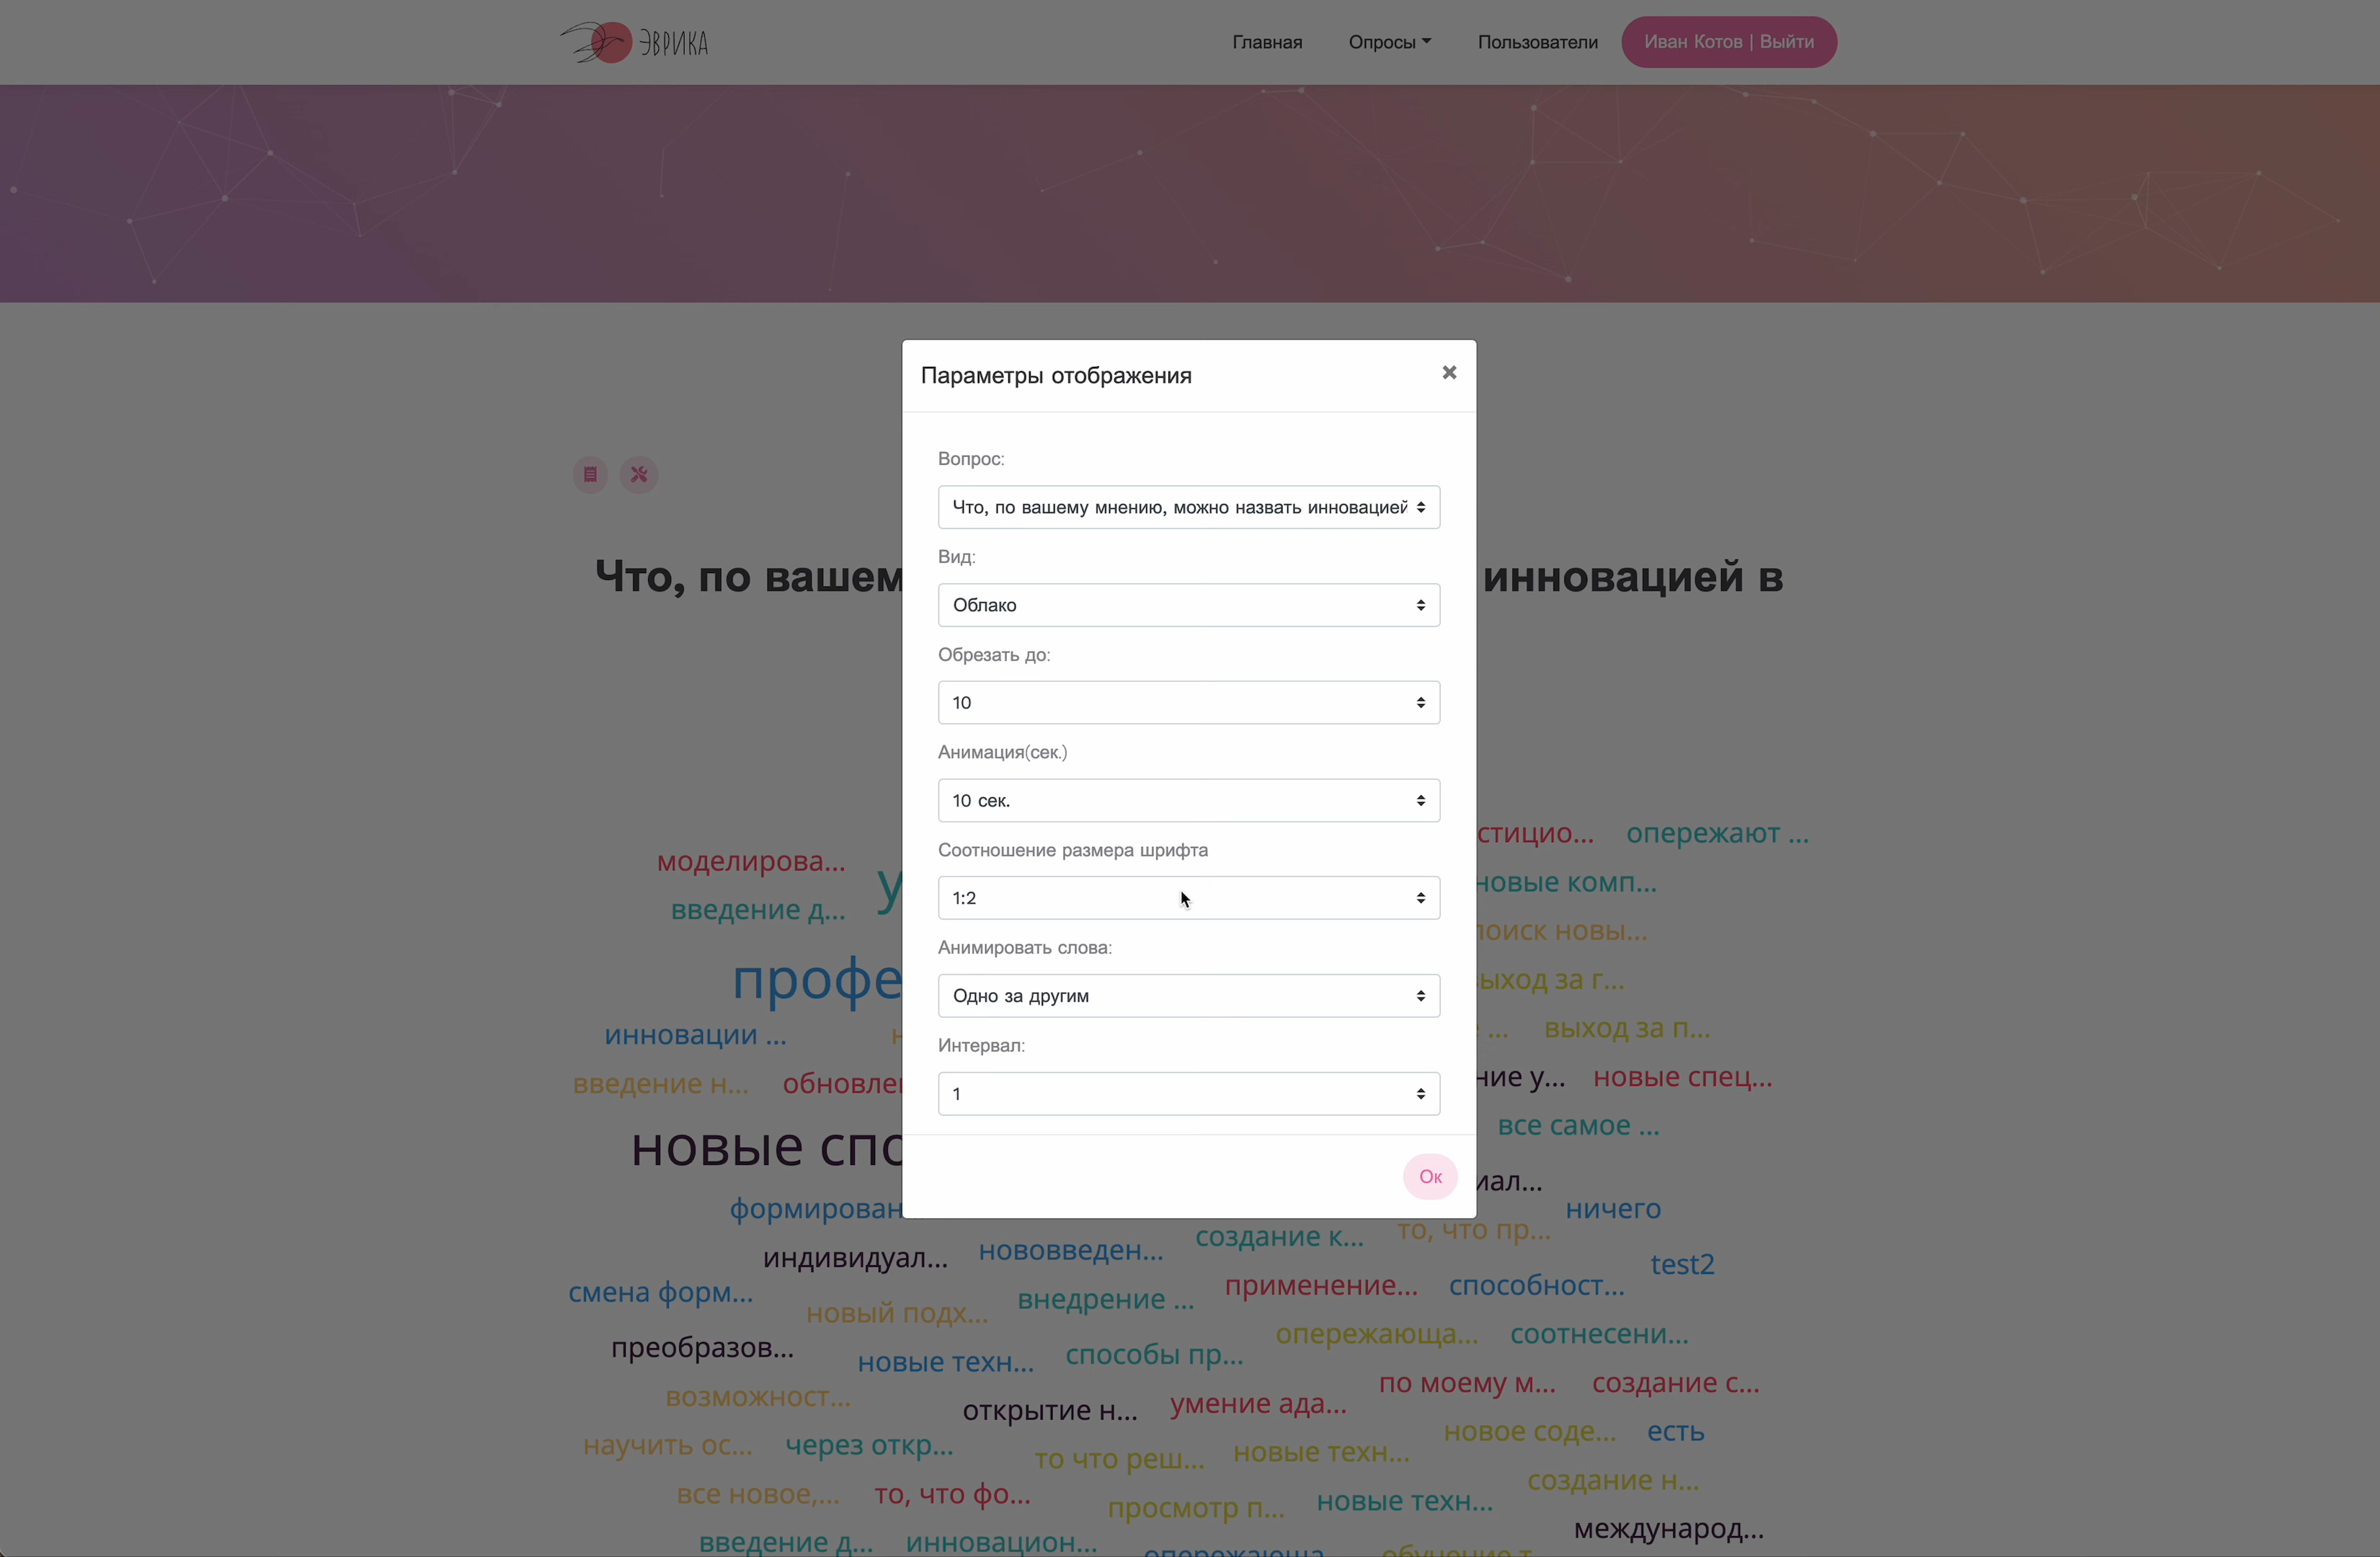 ЭВРИКА
Главная
Опросы
Пользователи
Иван Котов | Выйти
Параметры отображения
Вопрос:
Что, по вашему мнению, можно назвать инновацией
Вид:
Облако
Обрезать до:
10
Анимация(сек.)
10 сек.
Соотношение размера шрифта
1:2
Анимировать слова:
Одно за другим
Интервал:
1
Ок
Что, по вашем
инновацией в
стицио... опережают ...
моделирова...
новые комп...
введение д...
поиск новы...
профе
выход за г...
инновации ...
выход за п...
введение н... обновлен
ние у... новые спец...
все самое ...
новые спо
иал...
формирован
ничего
создание к... то, что пр...
индивидуал... нововведен...
test2
смена форм...
применение... способност...
новый подх... внедрение ...
опережающа... соотнесени...
преобразов...
новые техн... способы пр...
по моему м... создание с...
возможност...
открытие н... умение ада...
новое соде... есть
научить ос... через откр...
то что реш... новые техн...
создание н...
все новое,... то, что фо...
просмотр п... новые техн...
международ...
введение д... инновацион...
опережающа
обучение т